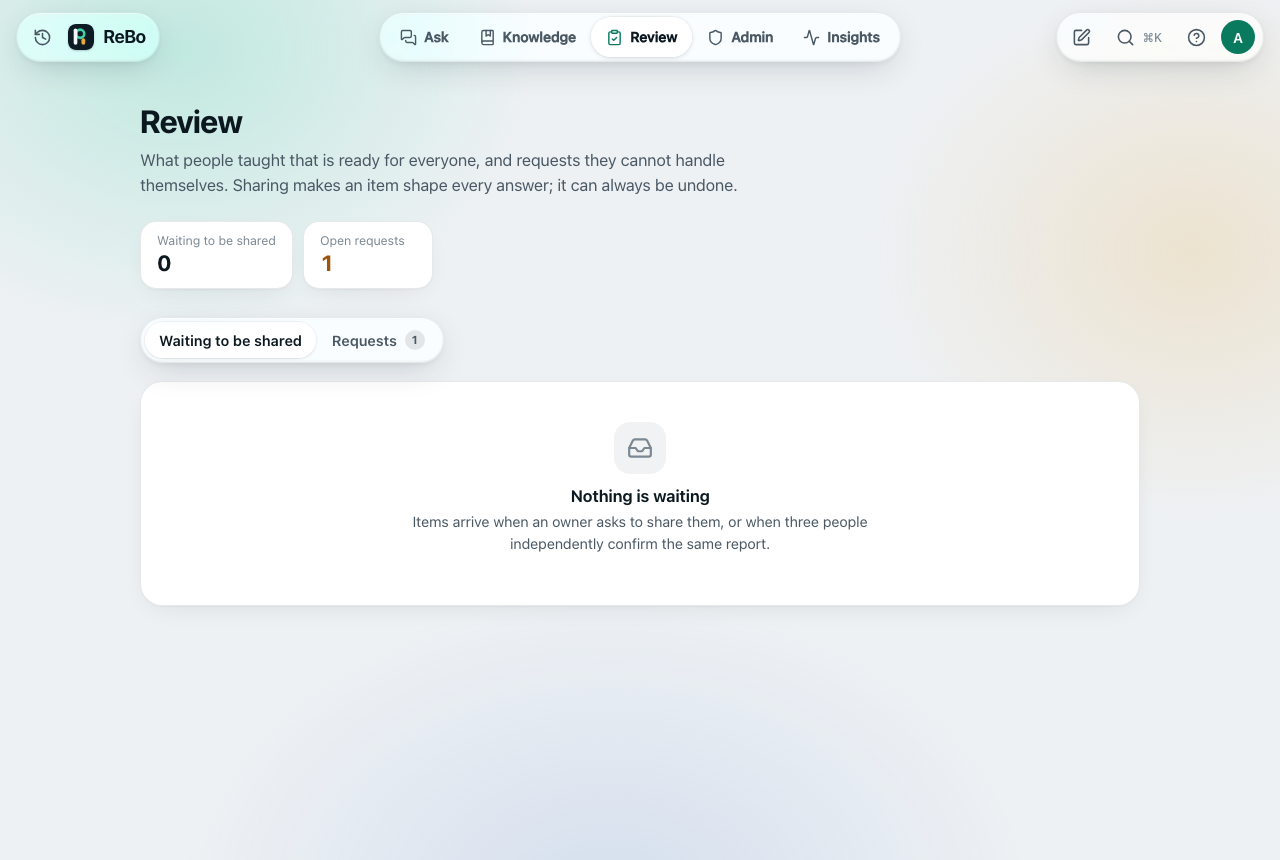 ReBo
Ask
Knowledge
Review
Admin
Insights
⌘K
A
Review
What people taught that is ready for everyone, and requests they cannot handle
themselves. Sharing makes an item shape every answer; it can always be undone.
Waiting to be shared
0
Open requests
1
Waiting to be shared
Requests 1
Nothing is waiting
Items arrive when an owner asks to share them, or when three people
independently confirm the same report.